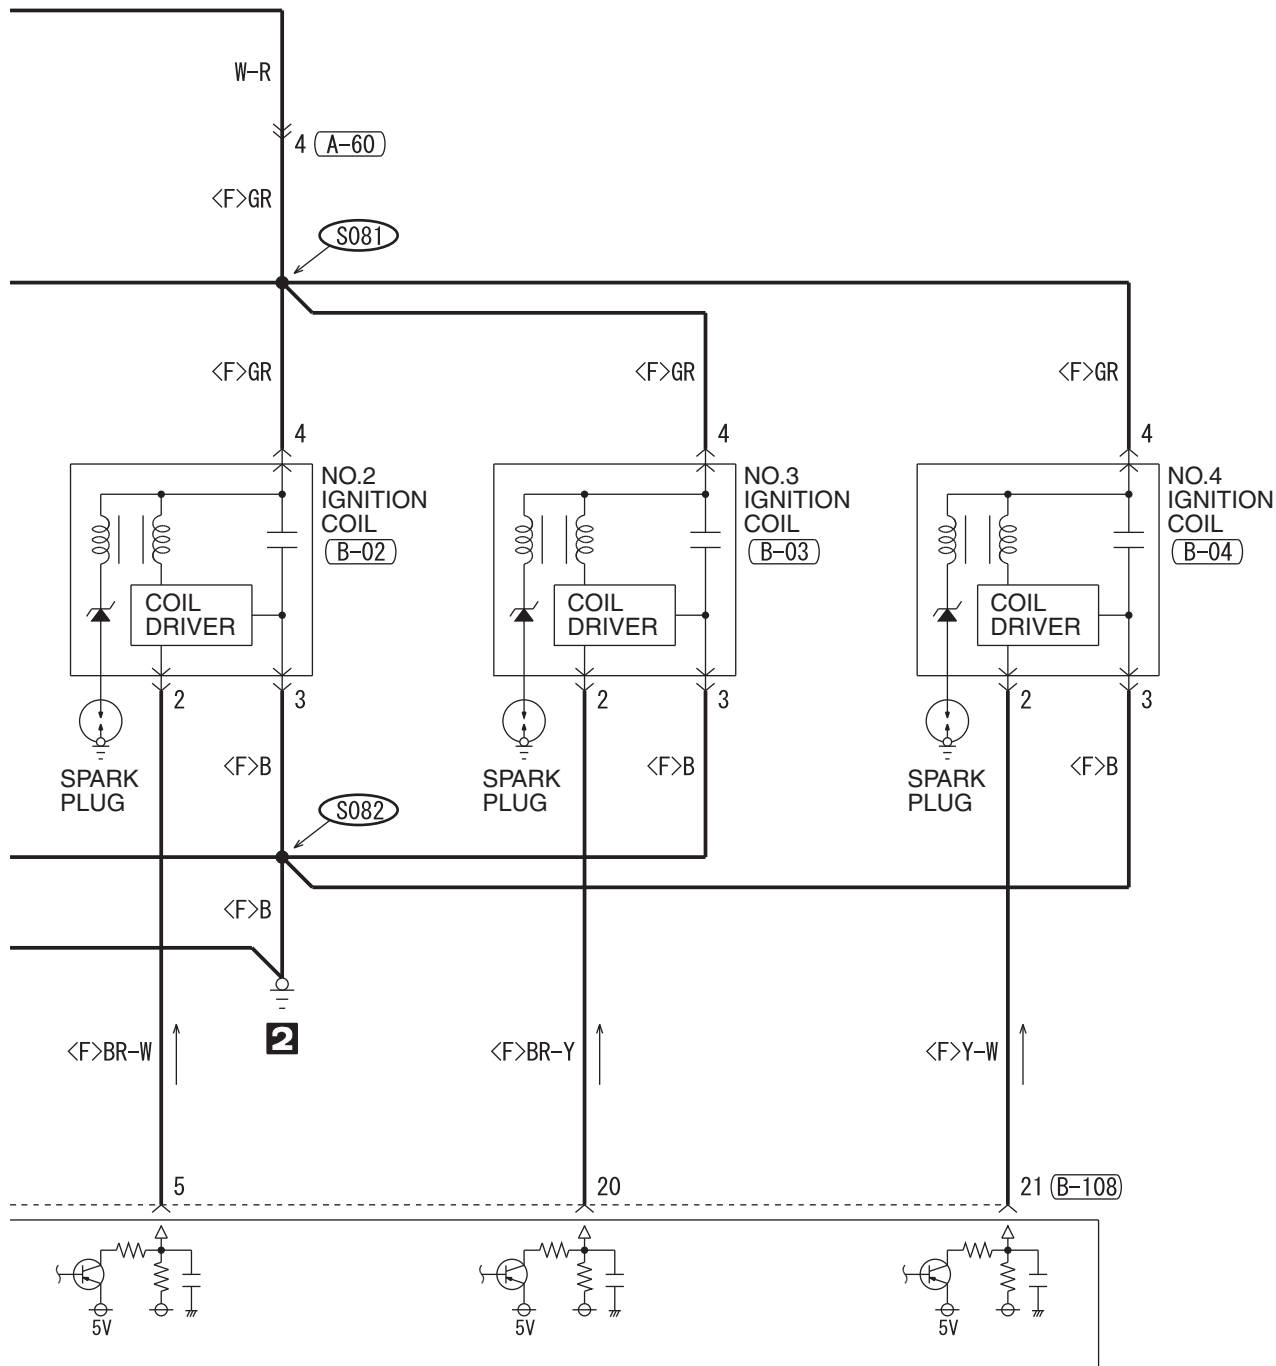 W-R
4 A-60
<F>GR
S081
<F>GR
<F>GR
<F>GR
4
4
4
NO.2
IGNITION
COIL
B-02
NO.3
IGNITION
COIL
B-03
NO.4
IGNITION
COIL
B-04
COIL
DRIVER
COIL
DRIVER
COIL
DRIVER
2
3
2
3
2
3
SPARK
PLUG
<F>B
SPARK
PLUG
<F>B
SPARK
PLUG
<F>B
S082
<F>B
2
<F>BR-W
<F>BR-Y
<F>Y-W
5
20
21 B-108
5V
5V
5V